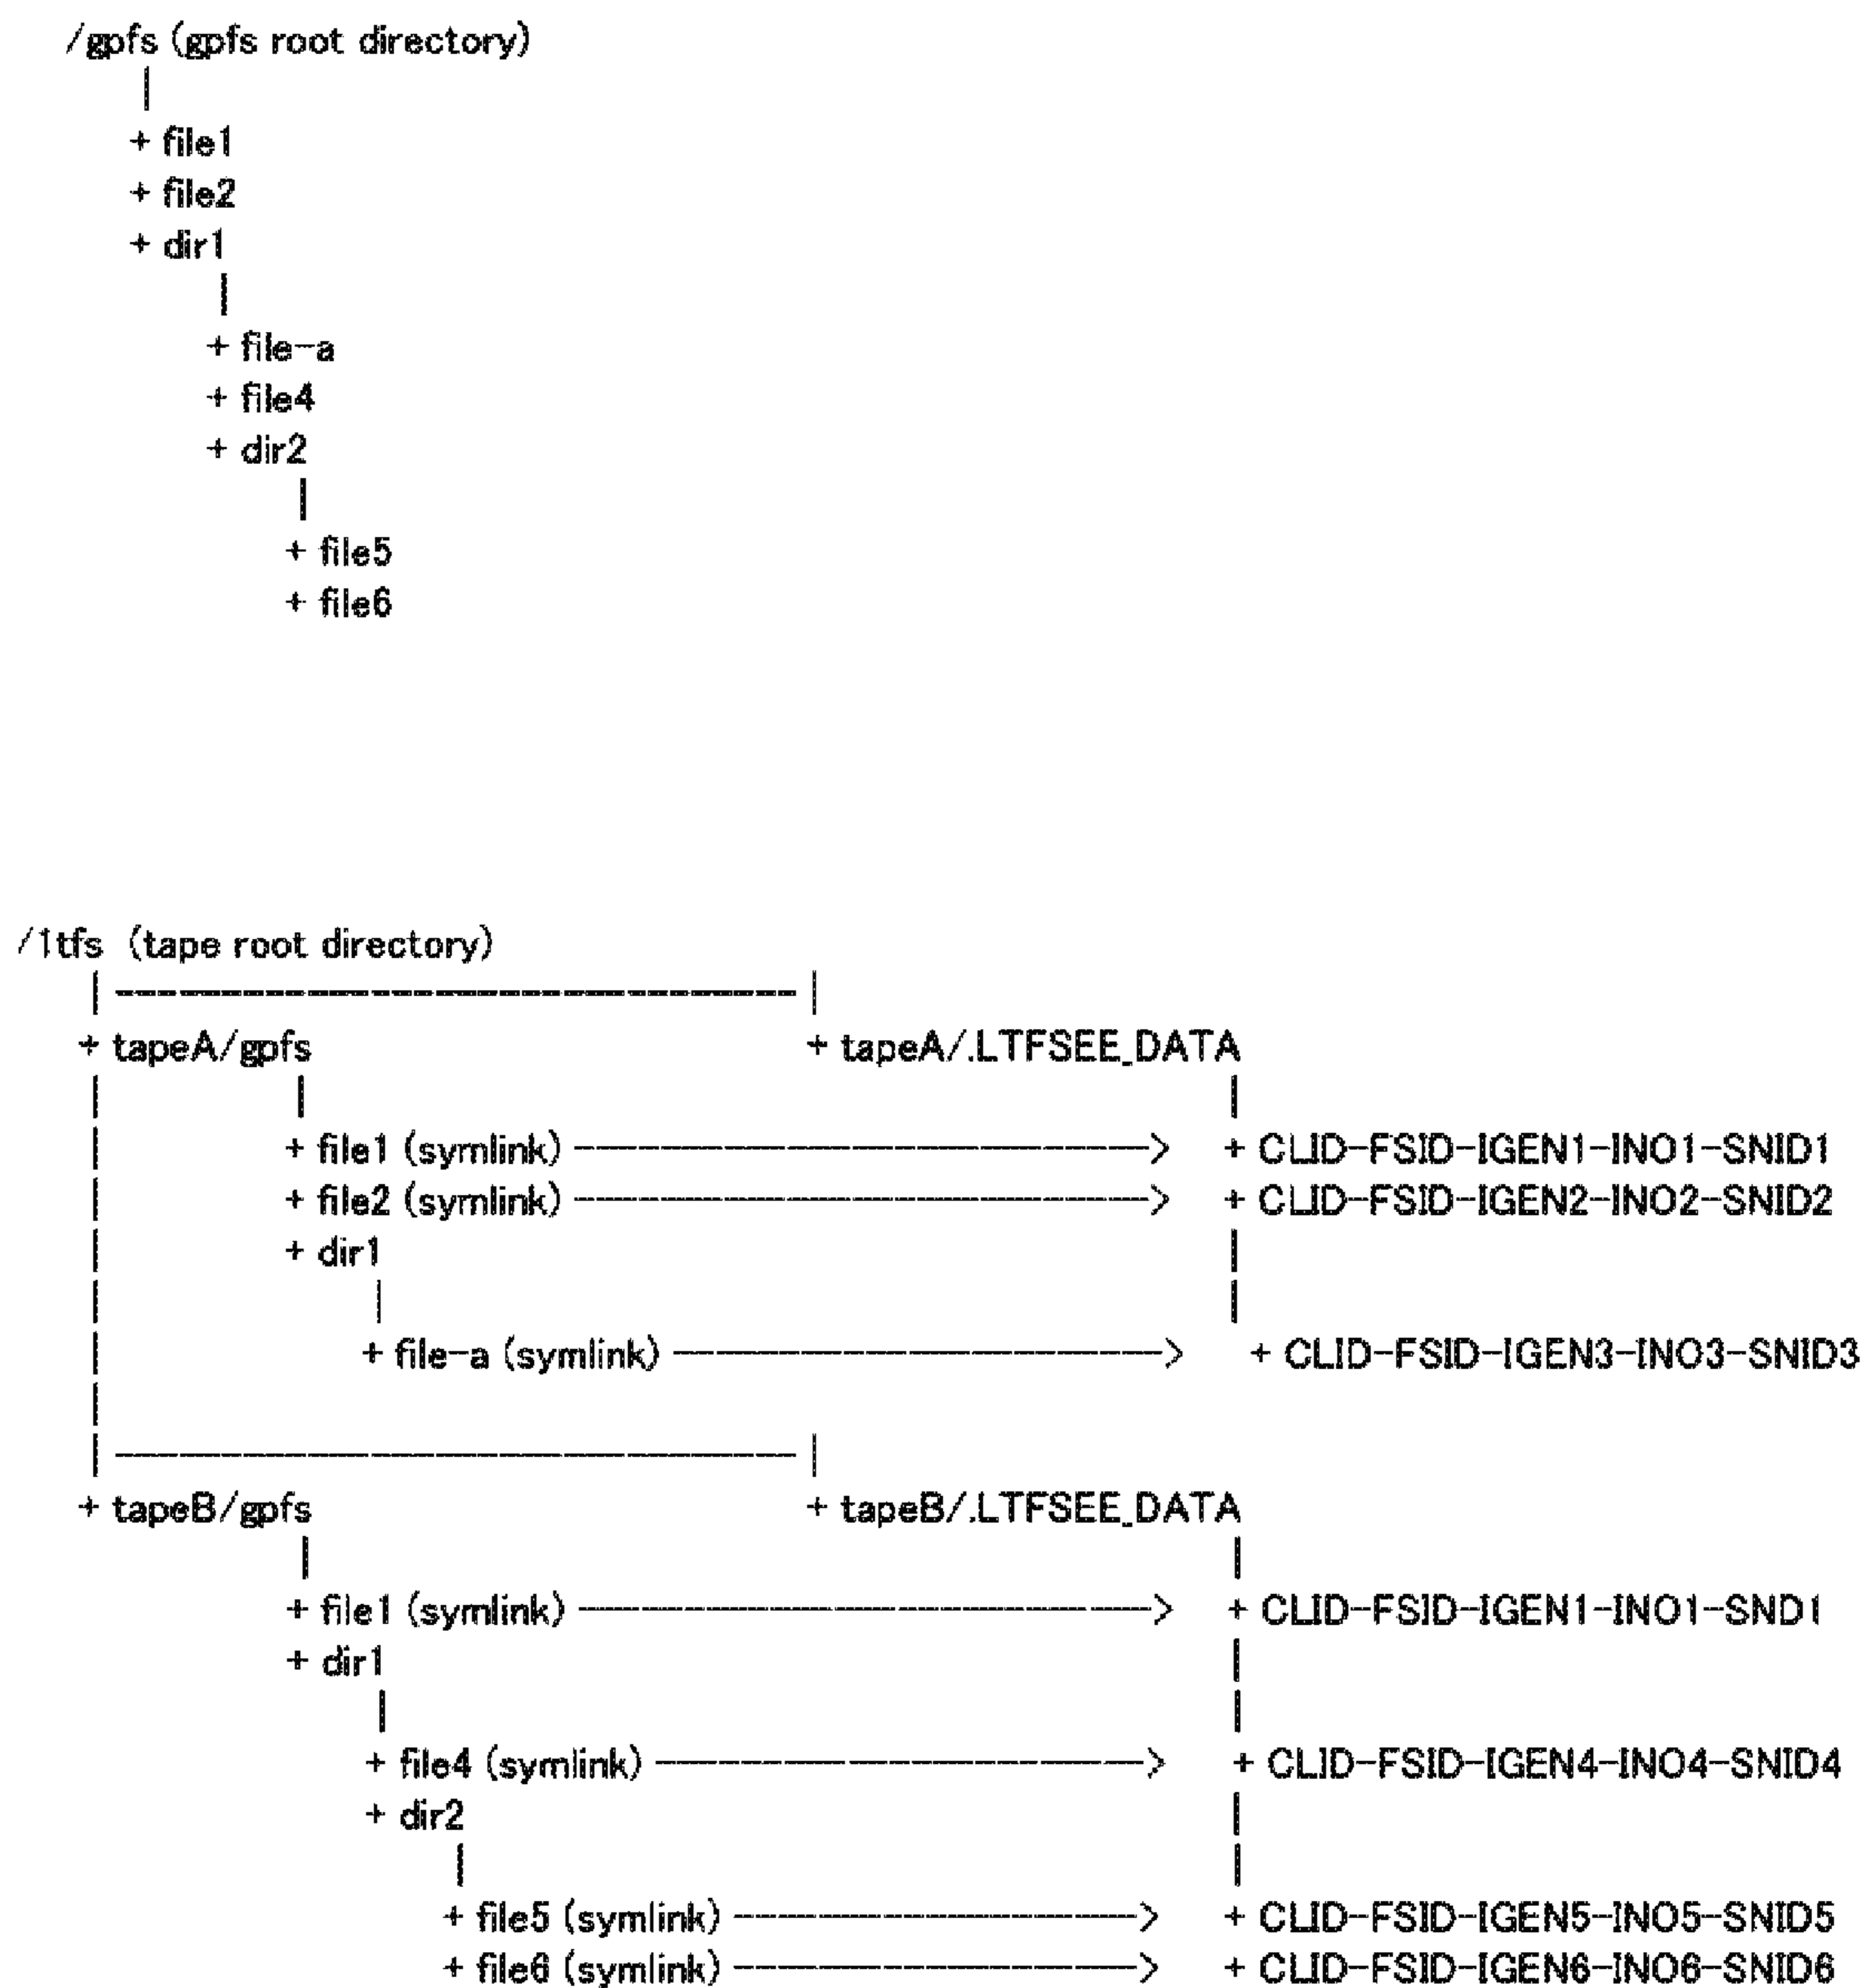 /gpfs (gpfs root directory)
|
+ file1
+ file2
+ dir1
|
+ file-a
+ file4
+ dir2
|
+ file5
+ file6
/1tfs (tape root directory)
| -------------------------------- |
+ tapeA/gpfs + tapeA/.LTFSEE_DATA
| | |
| + file1 (symlink) ---------------------------> + CLID-FSID-IGEN1-INO1-SNID1
| + file2 (symlink) ---------------------------> + CLID-FSID-IGEN2-INO2-SNID2
| + dir1 |
| | |
| + file-a (symlink) -----------------------> + CLID-FSID-IGEN3-INO3-SNID3
|
| -------------------------------- |
+ tapeB/gpfs + tapeB/.LTFSEE_DATA
| |
+ file1 (symlink) ---------------------------> + CLID-FSID-IGEN1-INO1-SND1
+ dir1 |
| |
+ file4 (symlink) -----------------------> + CLID-FSID-IGEN4-INO4-SNID4
+ dir2 |
| |
+ file5 (symlink) -------------------> + CLID-FSID-IGEN5-INO5-SNID5
+ file6 (symlink) -------------------> + CLID-FSID-IGEN6-INO6-SNID6